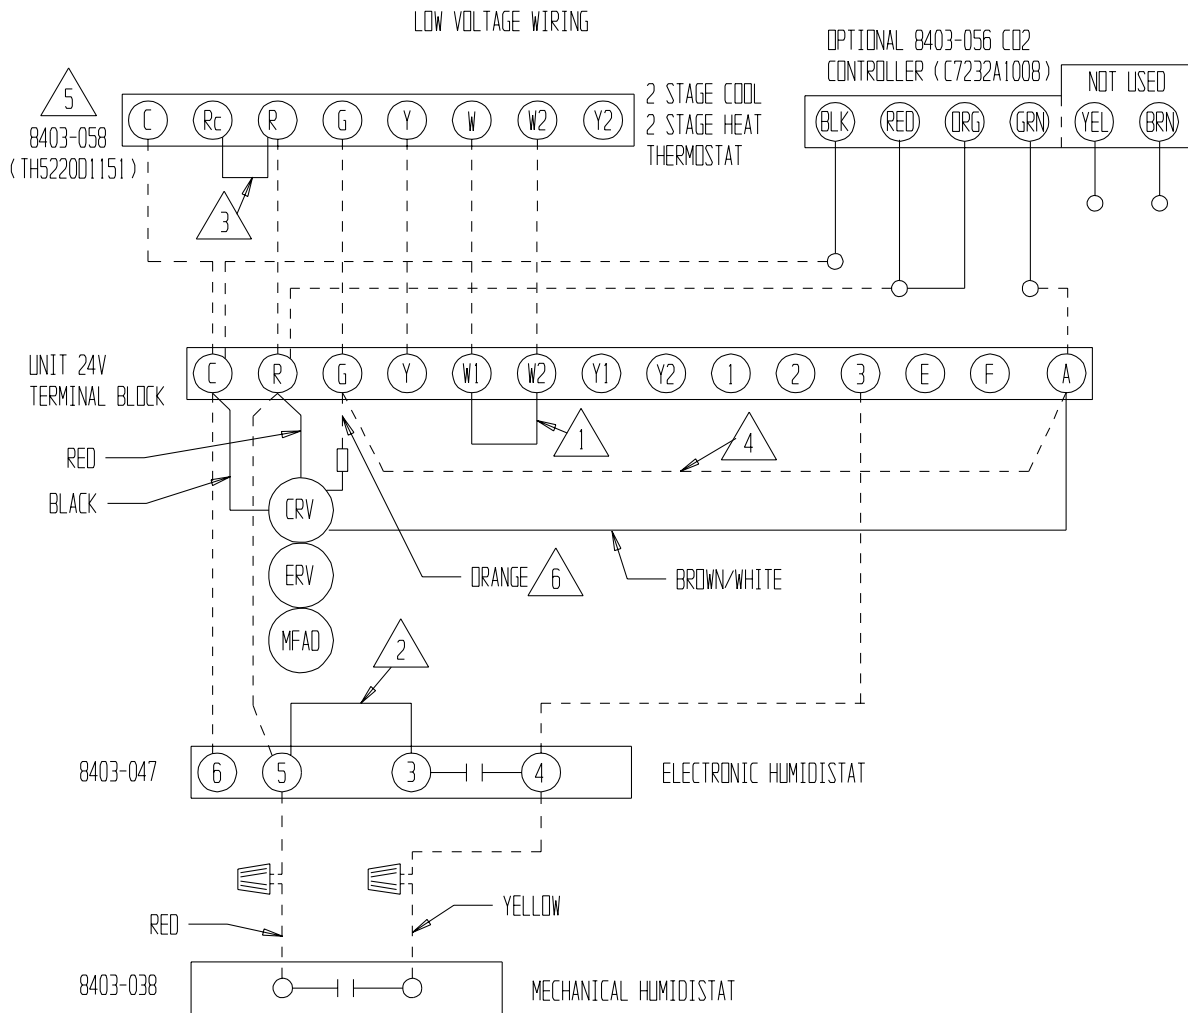 LOW VOLTAGE WIRING
OPTIONAL 8403-056 CO2
CONTROLLER (C7232A1008)
NOT USED
5
8403-058
(TH5220D1151)
C Rc R G Y W W2 Y2
2 STAGE COOL
2 STAGE HEAT
THERMOSTAT
BLK RED ORG GRN YEL BRN
3
UNIT 24V
TERMINAL BLOCK
C R G Y W1 W2 Y1 Y2 1 2 3 E F A
1
4
RED
BLACK
CRV
ERV
MFAD
ORANGE
6
BROWN/WHITE
2
8403-047
6 5 3 4
ELECTRONIC HUMIDISTAT
RED
YELLOW
8403-038
MECHANICAL HUMIDISTAT